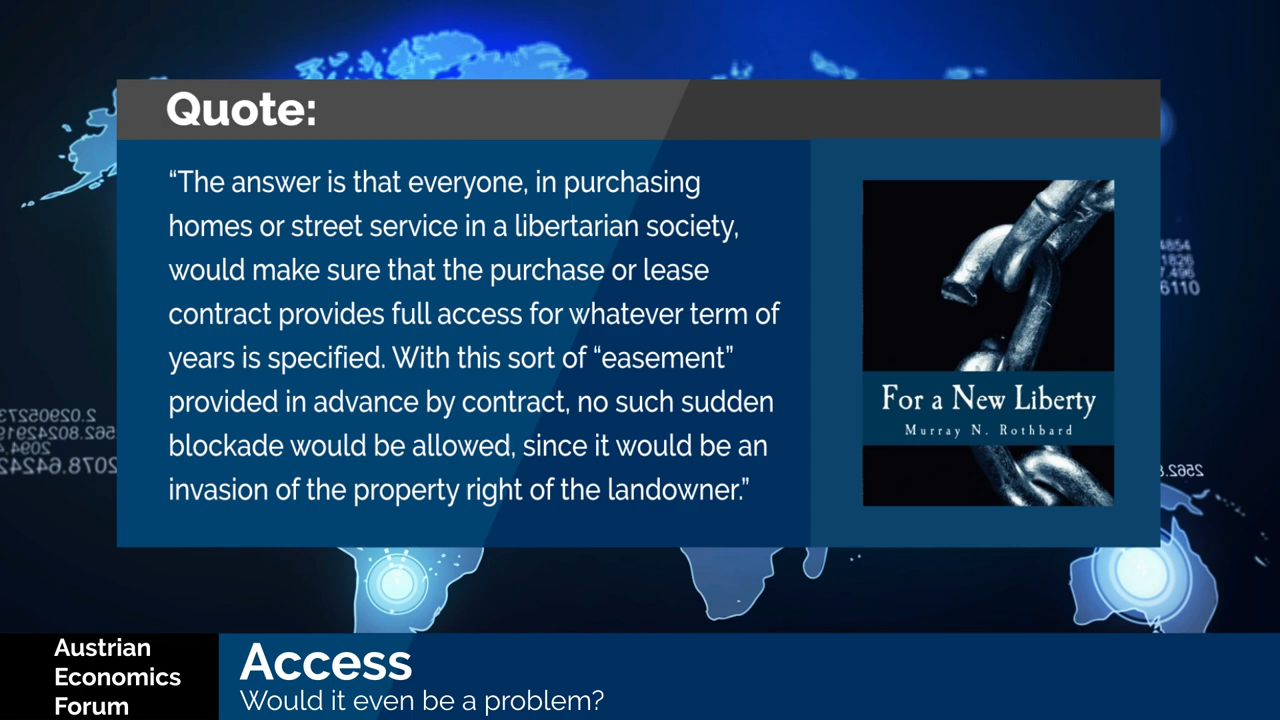 Quote:
“The answer is that everyone, in purchasing
homes or street service in a libertarian society,
would make sure that the purchase or lease
contract provides full access for whatever term of
years is specified. With this sort of “easement”
provided in advance by contract, no such sudden
blockade would be allowed, since it would be an
invasion of the property right of the landowner.”
For a New Liberty
Murray N. Rothbard
6110
2562
Austrian
Economics
Forum
Access
Would it even be a problem?